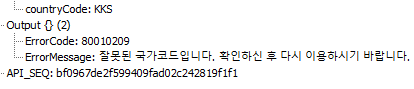 countryCode: KKS
Output {} (2)
ErrorCode: 80010209
ErrorMessage: 잘못된 국가코드입니다. 확인하신 후 다시 이용하시기 바랍니다.
API_SEQ: bf0967de2f599409fad02c242819f1f1